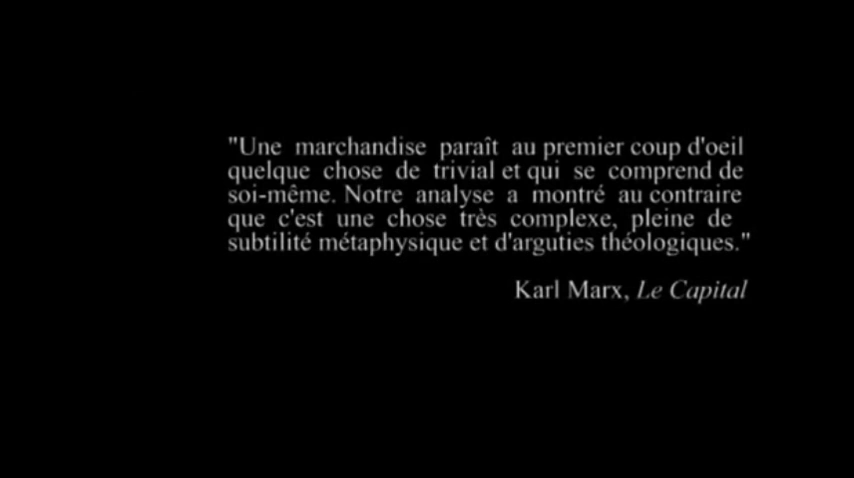 "Une marchandise paraît au premier coup d'oeil
quelque chose de trivial et qui se comprend de
soi-même. Notre analyse a montré au contraire
que c'est une chose très complexe, pleine de
subtilité métaphysique et d'arguties théologiques."
Karl Marx, Le Capital